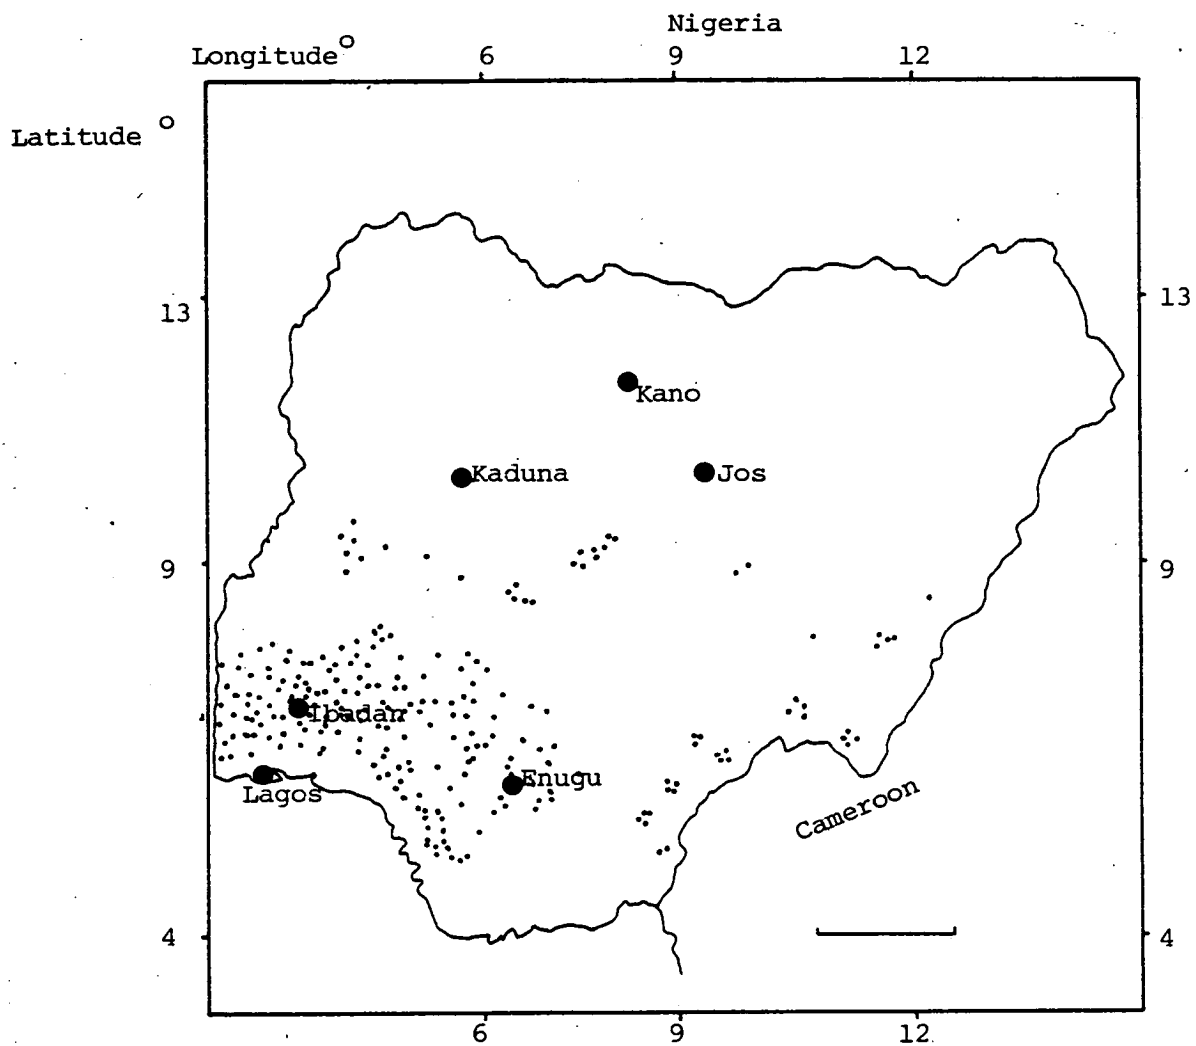 Nigeria
Longitude o 6 9 12
Latitude o
13 13
Kano
Kaduna Jos
9 9
Ibadan
Enugu
Lagos
Cameroon
4 4
6 9 12